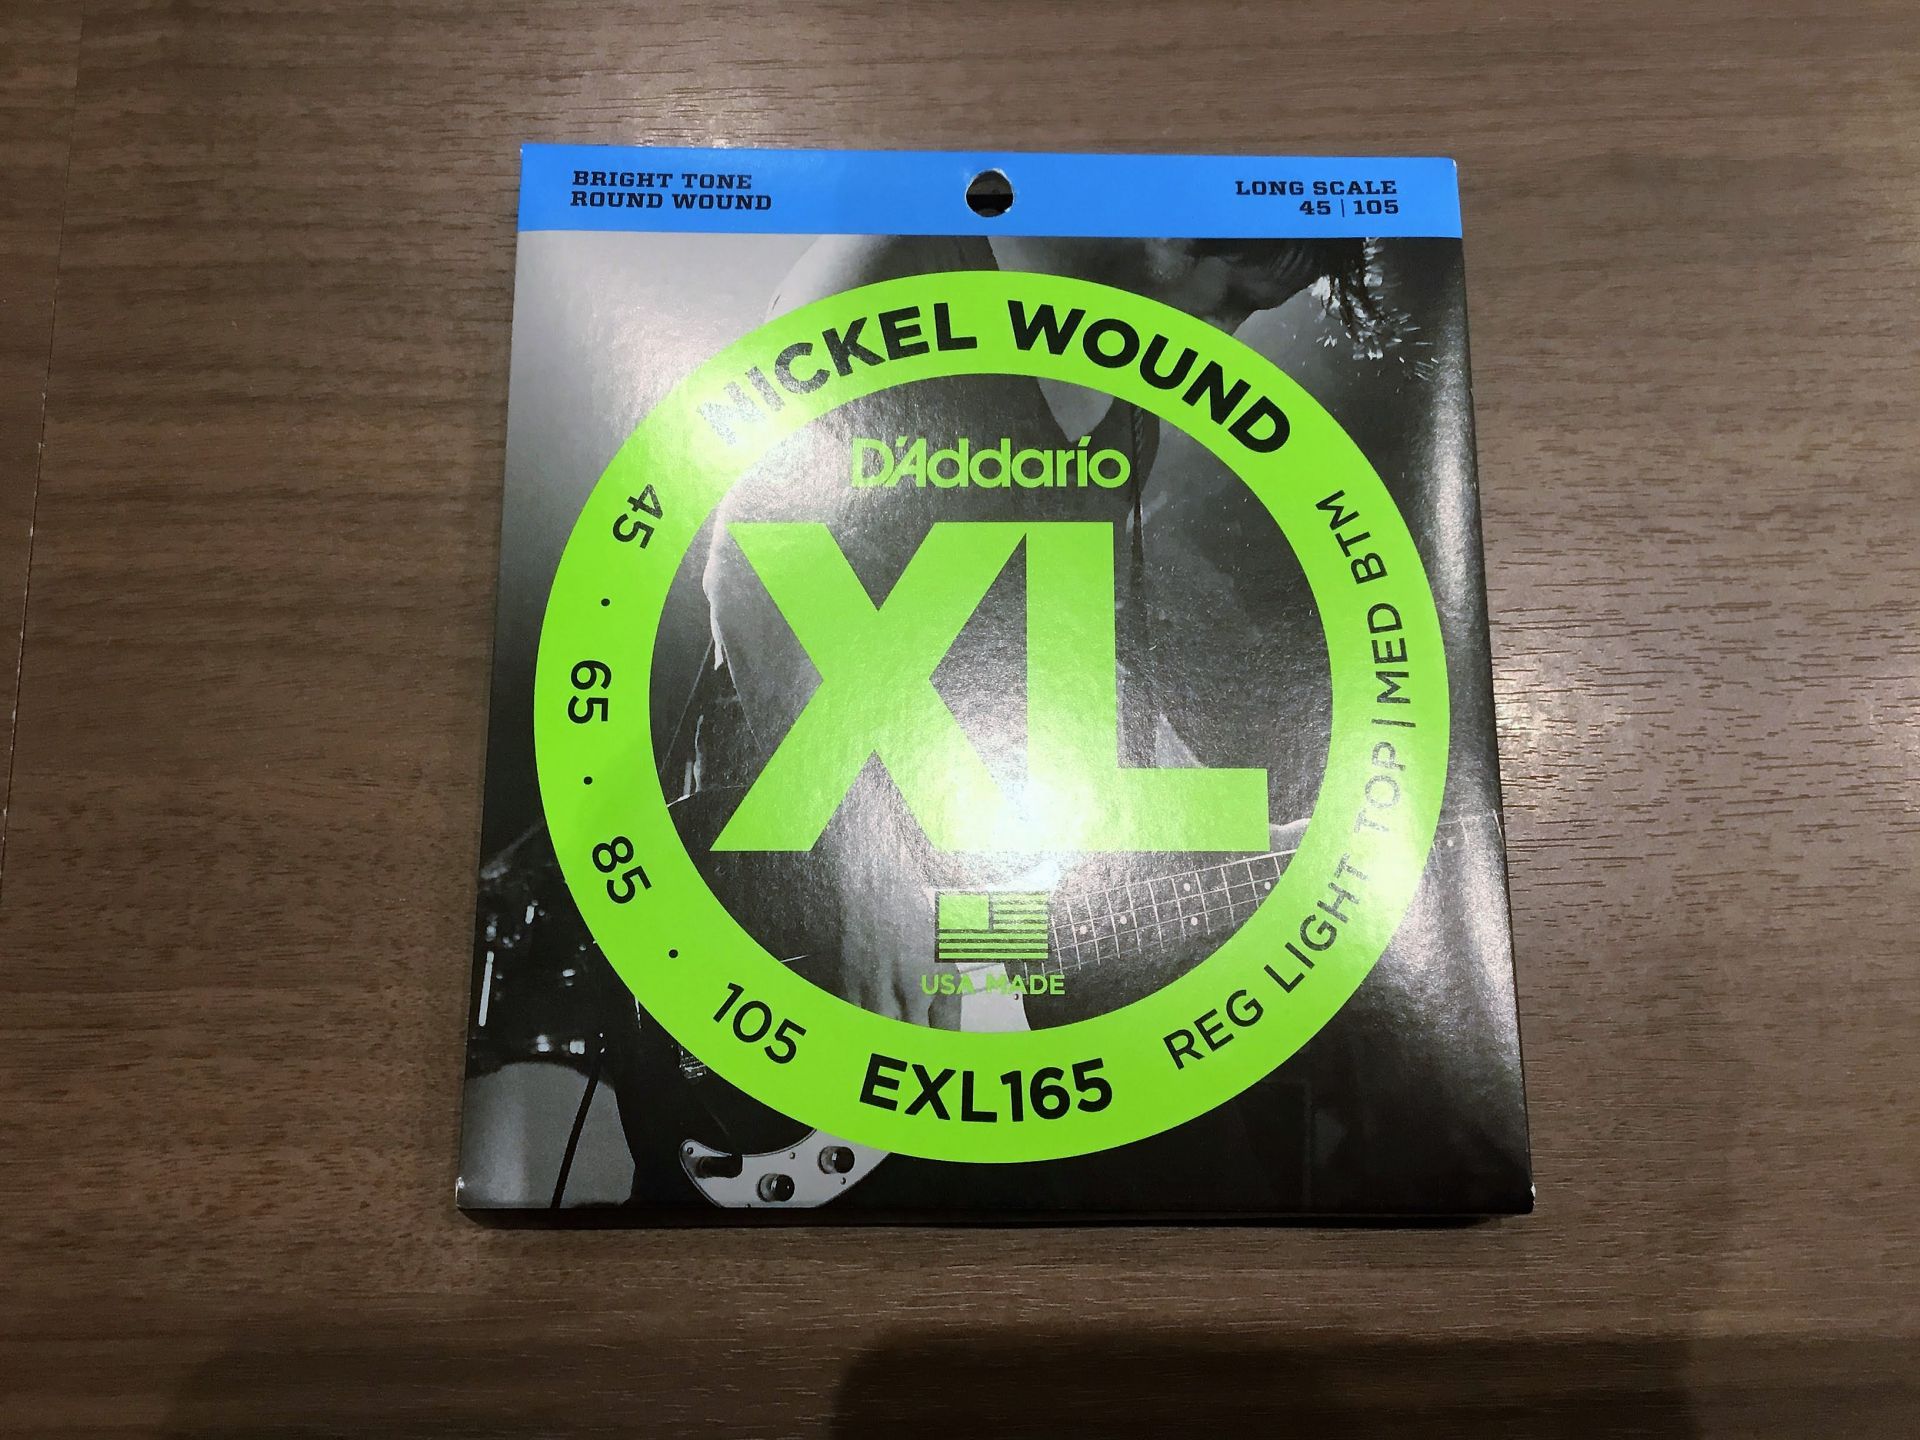 BRIGHT TONE
ROUND WOUND
LONG SCALE
45 | 105
NICKEL WOUND
D'Addario
XL
USA MADE
45 · 65 · 85 · 105
EXL165
REG LIGHT TOP | MED BTM